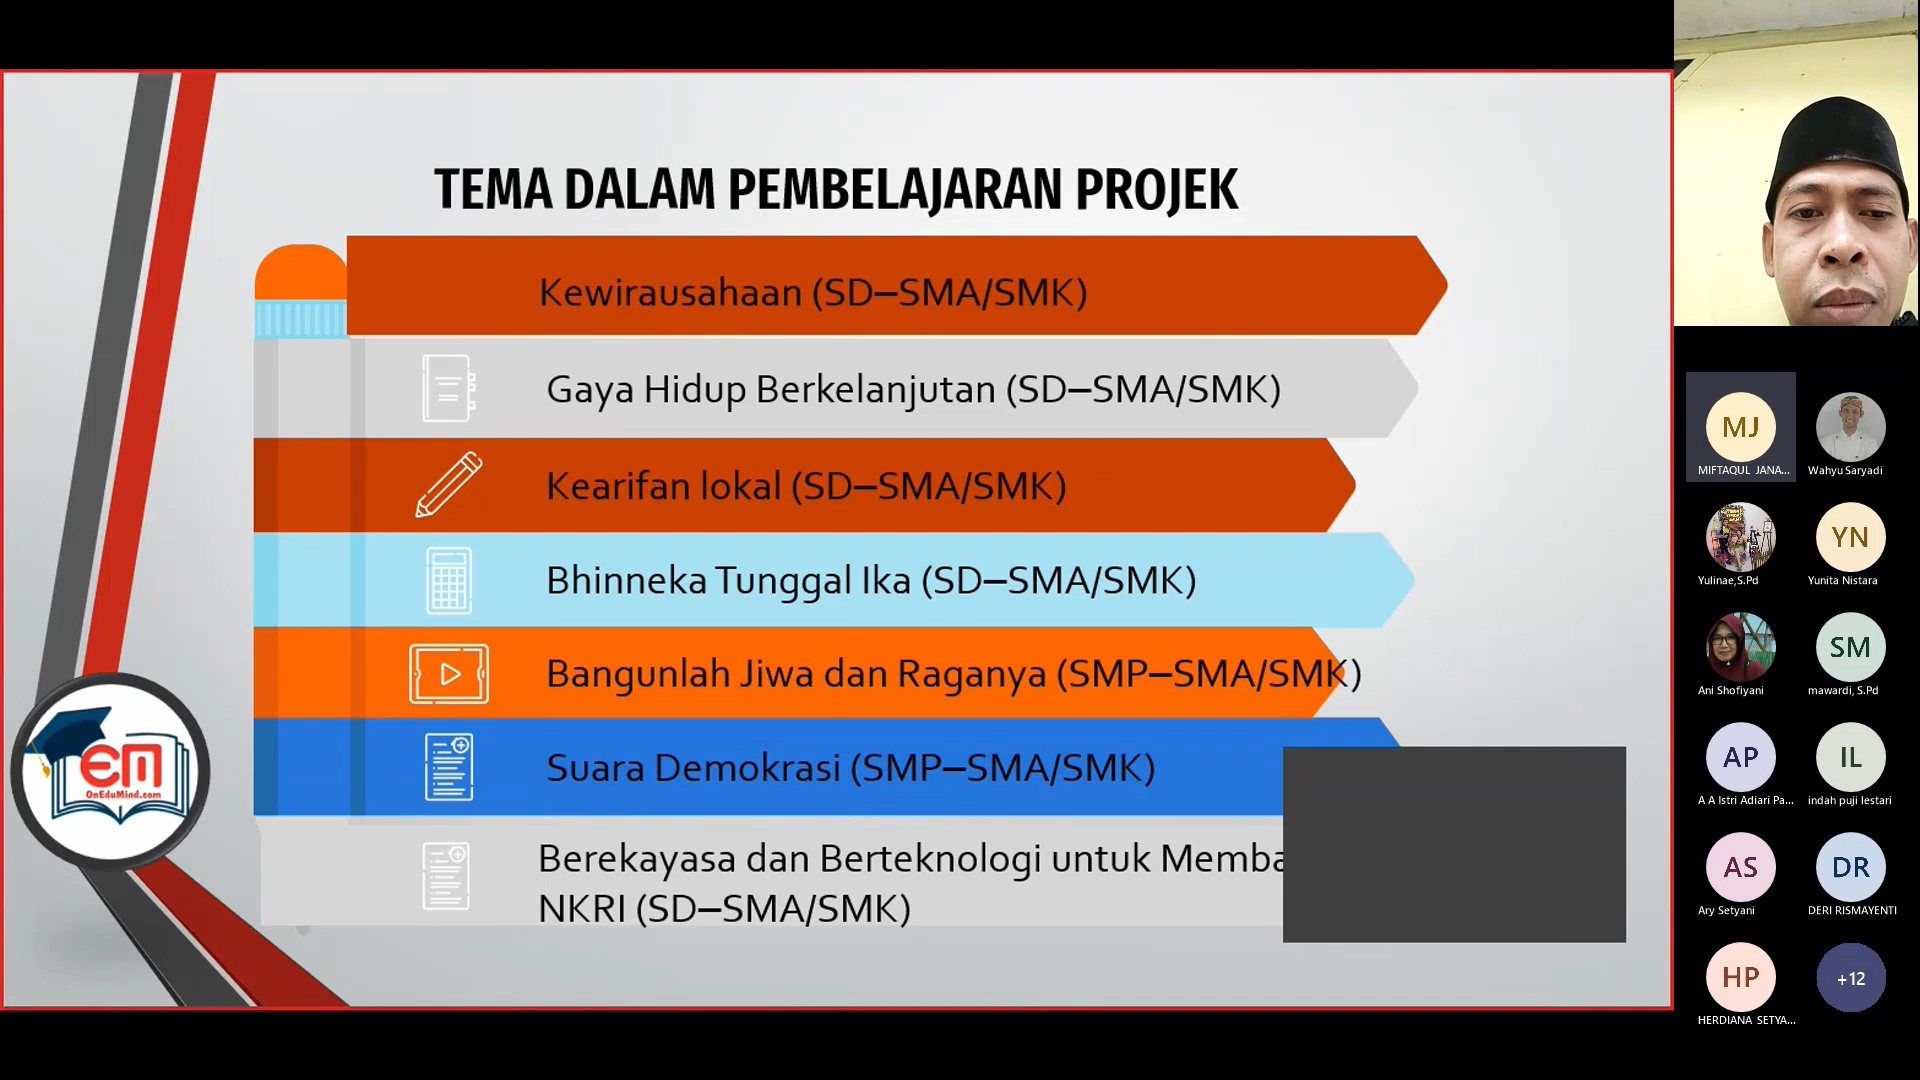 TEMA DALAM PEMBELAJARAN PROJEK
Kewirausahaan (SD–SMA/SMK)
Gaya Hidup Berkelanjutan (SD–SMA/SMK)
Kearifan lokal (SD–SMA/SMK)
Bhinneka Tunggal Ika (SD–SMA/SMK)
Bangunlah Jiwa dan Raganya (SMP–SMA/SMK)
Suara Demokrasi (SMP–SMA/SMK)
Berekayasa dan Berteknologi untuk Memba
NKRI (SD–SMA/SMK)
EM
OnEduMind.com
MJ
MIFTAQUL JANA...
Wahyu Saryadi
Yulinae,S.Pd
YN
Yunita Nistara
Ani Shofiyani
SM
mawardi, S.Pd
AP
A A Istri Adiari Pa...
IL
indah puji lestari
AS
Ary Setyani
DR
DERI RISMAYENTI
HP
HERDIANA SETYA...
+12